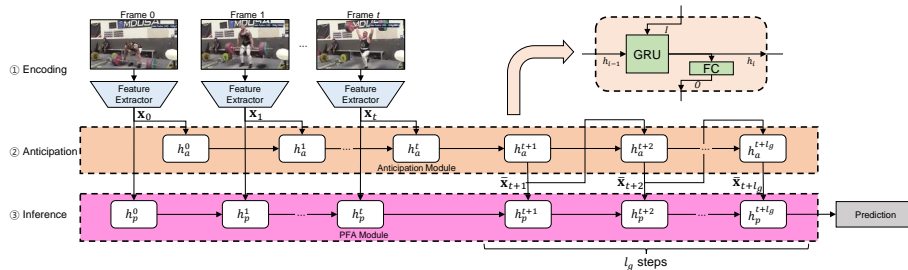 Frame 0
Frame 1
Frame t
...
① Encoding
Feature Extractor
Feature Extractor
Feature Extractor
I
GRU
h_{i-1}
h_i
FC
O
x_0
x_1
x_t
② Anticipation
h_a^0
h_a^1
...
h_a^t
h_a^{t+1}
h_a^{t+2}
...
h_a^{t+l_g}
Anticipation Module
x̄_{t+1}
x̄_{t+2}
x̄_{t+l_g}
③ Inference
h_p^0
h_p^1
...
h_p^t
h_p^{t+1}
h_p^{t+2}
...
h_p^{t+l_g}
Prediction
PFA Module
l_g steps